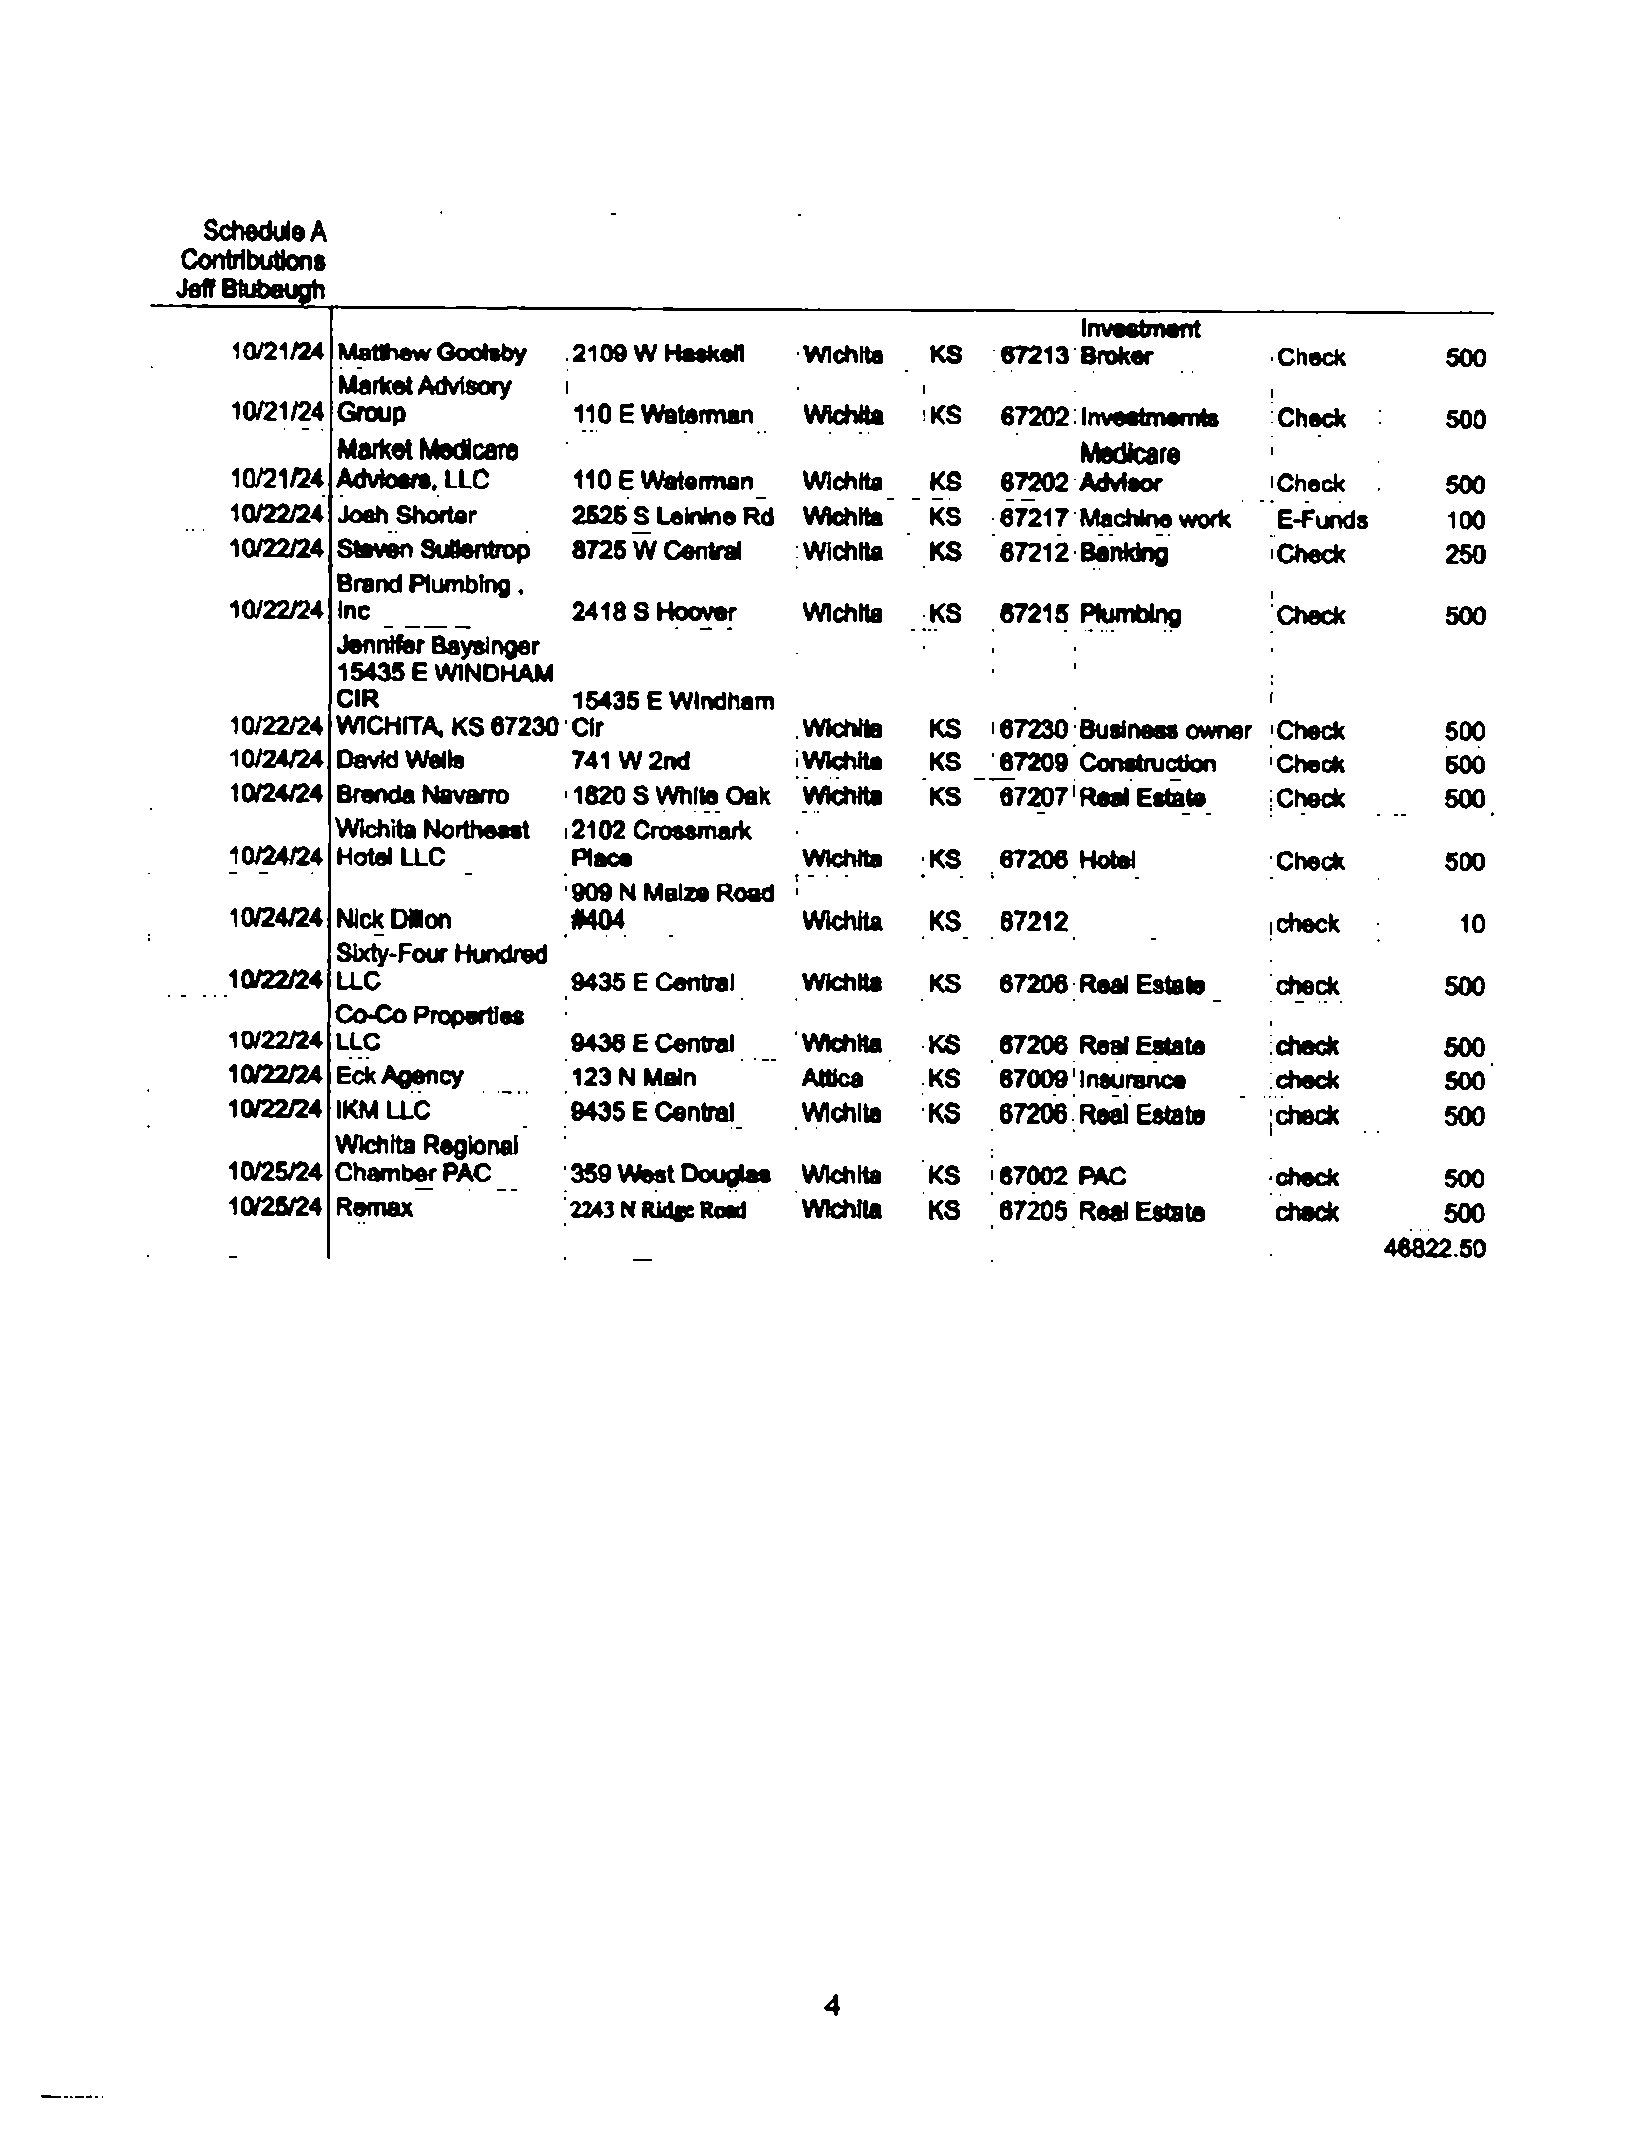 Schedule A
Contributions
Jeff Blubaugh
Investment
10/21/24 Matthew Goolsby 2109 W Haskell Wichita KS 67213 Broker Check 500
Market Advisory
10/21/24 Group 110 E Waterman Wichita KS 67202 Investmemts Check 500
Market Medicare Medicare
10/21/24 Advioers, LLC 110 E Waterman Wichita KS 67202 Advisor Check 500
10/22/24 Josh Shorter 2525 S Leinine Rd Wichita KS 67217 Machine work E-Funds 100
10/22/24 Steven Sullentrop 8725 W Central Wichita KS 67212 Banking Check 250
Brand Plumbing ,
10/22/24 Inc 2418 S Hoover Wichita KS 67215 Plumbing Check 500
Jennifer Baysinger
15435 E WINDHAM
CIR 15435 E Windham
10/22/24 WICHITA, KS 67230 Cir Wichita KS 67230 Business owner Check 500
10/24/24 David Wells 741 W 2nd Wichita KS 67209 Construction Check 500
10/24/24 Brenda Navarro 1820 S White Oak Wichita KS 67207 Real Estate Check 500
Wichita Northeast 2102 Crossmark
10/24/24 Hotel LLC Place Wichita KS 67206 Hotel Check 500
909 N Maize Road
10/24/24 Nick Dillon #404 Wichita KS 67212 check 10
Sixty-Four Hundred
10/22/24 LLC 9435 E Central Wichita KS 67206 Real Estate check 500
Co-Co Properties
10/22/24 LLC 9436 E Central Wichita KS 67206 Real Estate check 500
10/22/24 Eck Agency 123 N Main Attica KS 67009 Insurance check 500
10/22/24 IKM LLC 9435 E Central Wichita KS 67206 Real Estate check 500
Wichita Regional
10/25/24 Chamber PAC 359 West Douglas Wichita KS 67002 PAC check 500
10/25/24 Remax 2243 N Ridge Road Wichita KS 67205 Real Estate check 500
46822.50
4